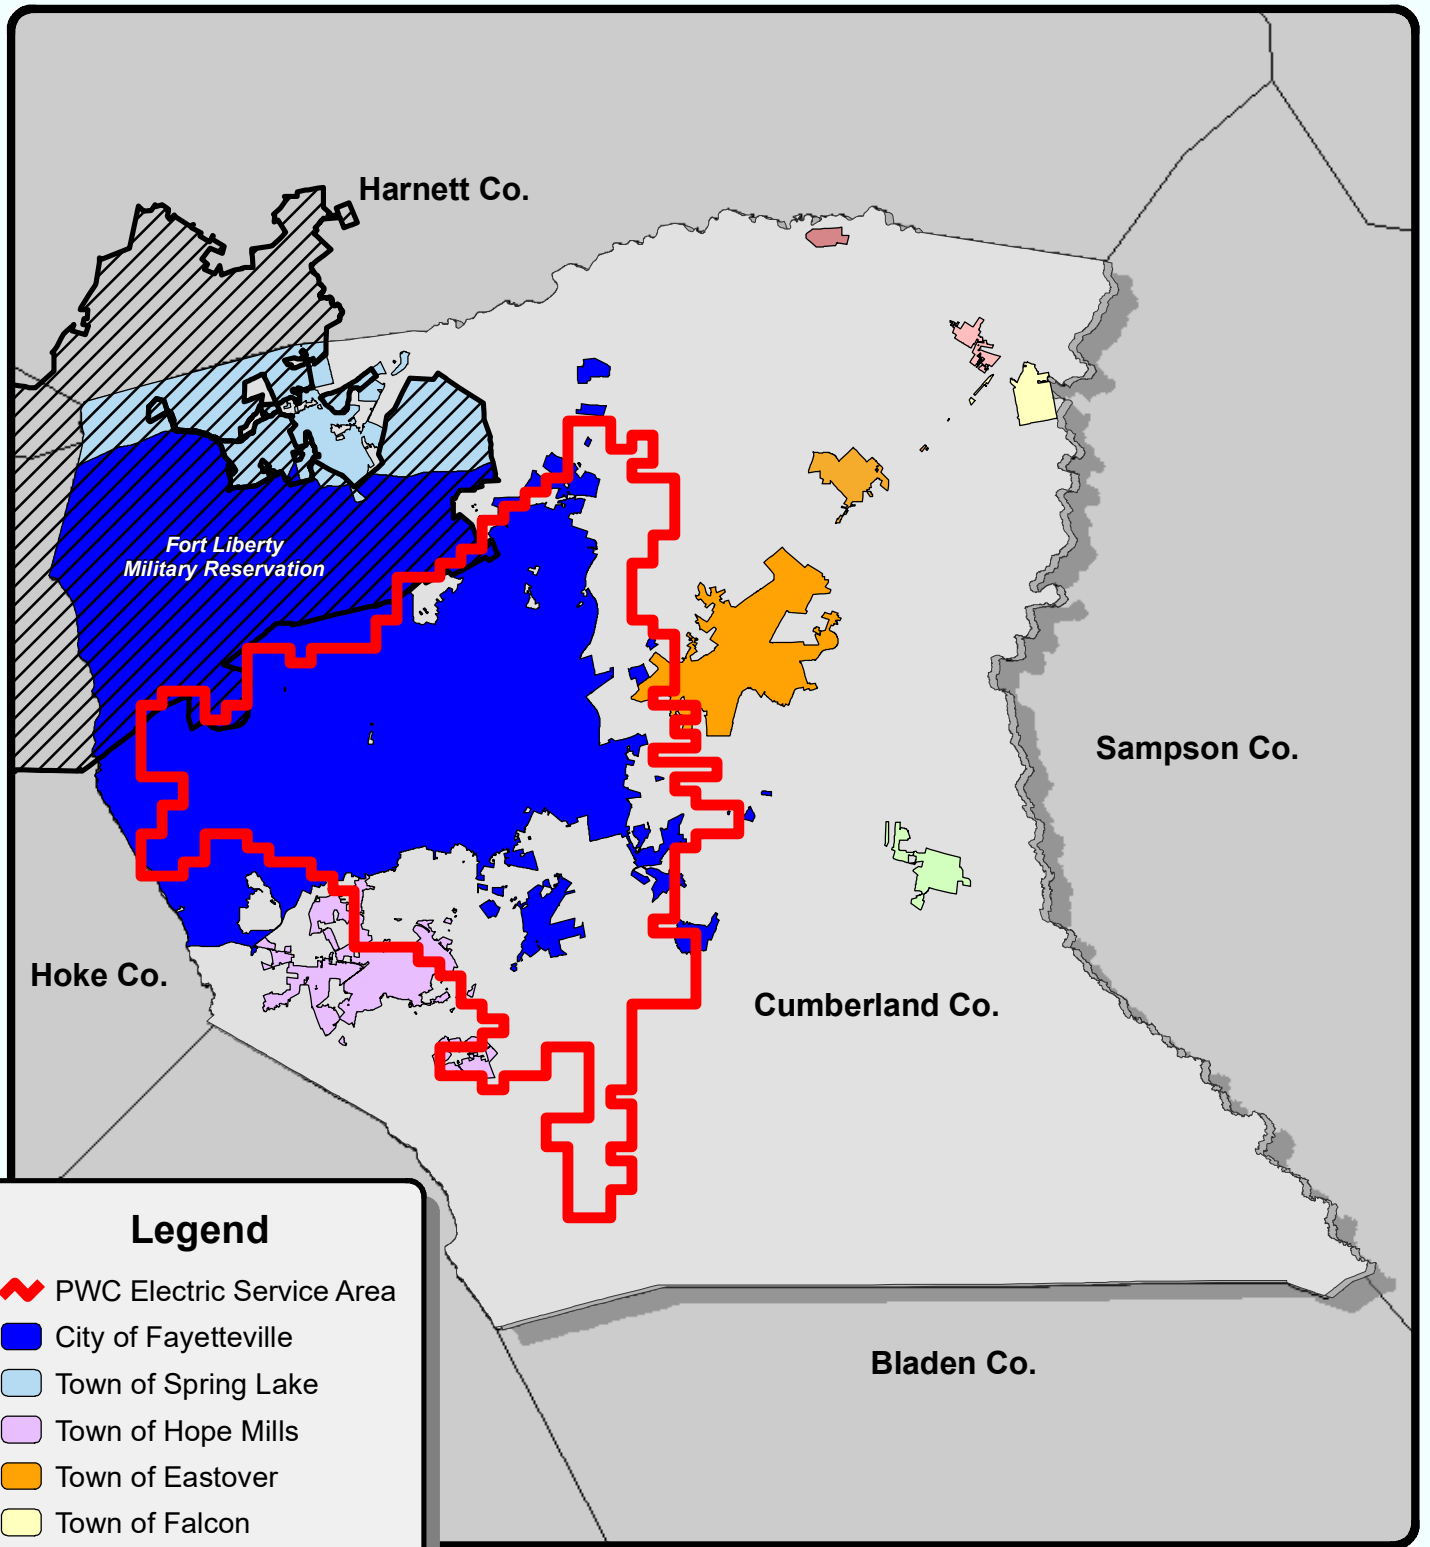 Harnett Co.
Fort Liberty
Military Reservation
Sampson Co.
Hoke Co.
Cumberland Co.
Bladen Co.
Legend
PWC Electric Service Area
City of Fayetteville
Town of Spring Lake
Town of Hope Mills
Town of Eastover
Town of Falcon